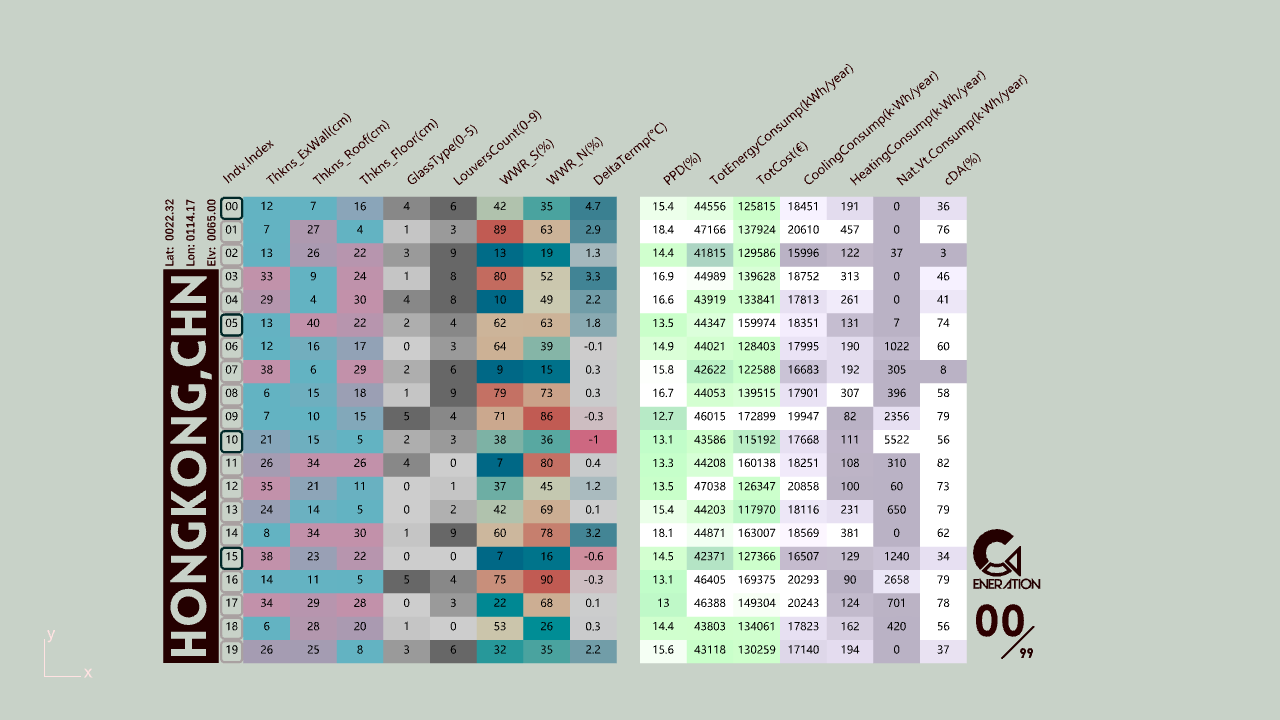 Indv.Index Thkns_ExWall(cm) Thkns_Roof(cm) Thkns_Floor(cm) GlassType(0-5) LouversCount(0-9) WWR_S(%) WWR_N(%) DeltaTermp(°C) PPD(%) TotEnergyConsump(kWh/year) TotCost(€) CoolingConsump(k·Wh/year) HeatingConsump(k·Wh/year) Nat.Vt.Consump(k·Wh/year) cDA(%)
Lat: 0022.32
Lon: 0114.17
Elv: 0065.00
HONGKONG,CHN
00 12 7 16 4 6 42 35 4.7 15.4 44556 125815 18451 191 0 36
01 7 27 4 1 3 89 63 2.9 18.4 47166 137924 20610 457 0 76
02 13 26 22 3 9 13 19 1.3 14.4 41815 129586 15996 122 37 3
03 33 9 24 1 8 80 52 3.3 16.9 44989 139628 18752 313 0 46
04 29 4 30 4 8 10 49 2.2 16.6 43919 133841 17813 261 0 41
05 13 40 22 2 4 62 63 1.8 13.5 44347 159974 18351 131 7 74
06 12 16 17 0 3 64 39 -0.1 14.9 44021 128403 17995 190 1022 60
07 38 6 29 2 6 9 15 0.3 15.8 42622 122588 16683 192 305 8
08 6 15 18 1 9 79 73 0.3 16.7 44053 139515 17901 307 396 58
09 7 10 15 5 4 71 86 -0.3 12.7 46015 172899 19947 82 2356 79
10 21 15 5 2 3 38 36 -1 13.1 43586 115192 17668 111 5522 56
11 26 34 26 4 0 7 80 0.4 13.3 44208 160138 18251 108 310 82
12 35 21 11 0 1 37 45 1.2 13.5 47038 126347 20858 100 60 73
13 24 14 5 0 2 42 69 0.1 15.4 44203 117970 18116 231 650 79
14 8 34 30 1 9 60 78 3.2 18.1 44871 163007 18569 381 0 62
15 38 23 22 0 0 7 16 -0.6 14.5 42371 127366 16507 129 1240 34
16 14 11 5 5 4 75 90 -0.3 13.1 46405 169375 20293 90 2658 79
17 34 29 28 0 3 22 68 0.1 13 46388 149304 20243 124 701 78
18 6 28 20 1 0 53 26 0.3 14.4 43803 134061 17823 162 420 56
19 26 25 8 3 6 32 35 2.2 15.6 43118 130259 17140 194 0 37
G
ENERATION
00/99
y
x